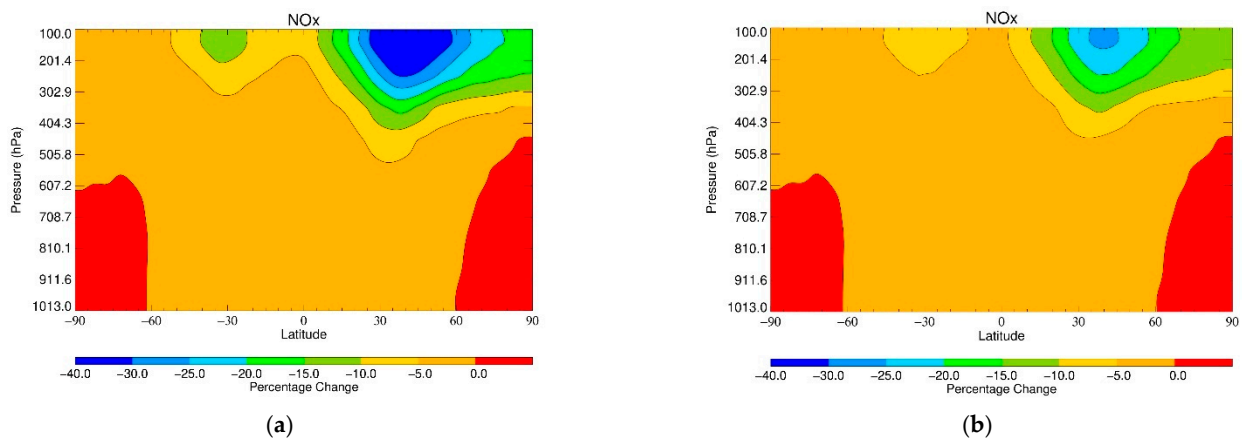 NOx
100.0
201.4
302.9
404.3
505.8
607.2
708.7
810.1
911.6
1013.0
Pressure (hPa)
−90 −60 −30 0 30 60 90
Latitude
−40.0 −30.0 −25.0 −20.0 −15.0 −10.0 −5.0 0.0
Percentage Change
(a)
NOx
100.0
201.4
302.9
404.3
505.8
607.2
708.7
810.1
911.6
1013.0
Pressure (hPa)
−90 −60 −30 0 30 60 90
Latitude
−40.0 −30.0 −25.0 −20.0 −15.0 −10.0 −5.0 0.0
Percentage Change
(b)